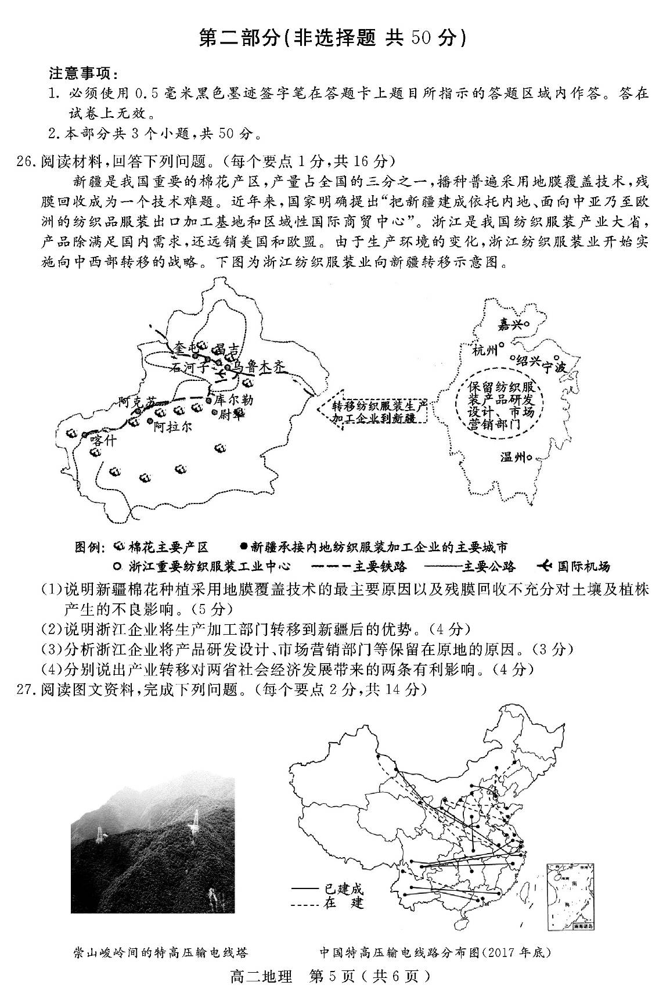 第二部分(非选择题 共 50 分)
注意事项:
1. 必须使用 0.5 毫米黑色墨迹签字笔在答题卡上题目所指示的答题区域内作答。答在
试卷上无效。
2. 本部分共 3 个小题,共 50 分。
26. 阅读材料,回答下列问题。(每个要点 1 分,共 16 分)
新疆是我国重要的棉花产区,产量占全国的三分之一,播种普遍采用地膜覆盖技术,残
膜回收成为一个技术难题。近年来,国家明确提出“把新疆建成依托内地、面向中亚乃至欧
洲的纺织品服装出口加工基地和区域性国际商贸中心”。浙江是我国纺织服装产业大省,
产品除满足国内需求,还远销美国和欧盟。由于生产环境的变化,浙江纺织服装业开始实
施向中西部转移的战略。下图为浙江纺织服装业向新疆转移示意图。
奎屯
昌吉
石河子
乌鲁木齐
阿克苏
库尔勒
尉犁
阿拉尔
喀什
转移纺织服装生产
加工企业到新疆
嘉兴
杭州
绍兴
宁波
保留纺织服
装产品研发
设计、市场
营销部门
温州
图例: 棉花主要产区 新疆承接内地纺织服装加工企业的主要城市
浙江重要纺织服装工业中心 主要铁路 主要公路 国际机场
(1)说明新疆棉花种植采用地膜覆盖技术的最主要原因以及残膜回收不充分对土壤及植株
产生的不良影响。(5 分)
(2)说明浙江企业将生产加工部门转移到新疆后的优势。(4 分)
(3)分析浙江企业将产品研发设计、市场营销部门等保留在原地的原因。(3 分)
(4)分别说出产业转移对两省社会经济发展带来的两条有利影响。(4 分)
27. 阅读图文资料,完成下列问题。(每个要点 2 分,共 14 分)
已建成
在 建
南
海
南海诸岛
崇山峻岭间的特高压输电线塔
中国特高压输电线路分布图(2017 年底)
高二地理 第 5 页 ( 共 6 页 )